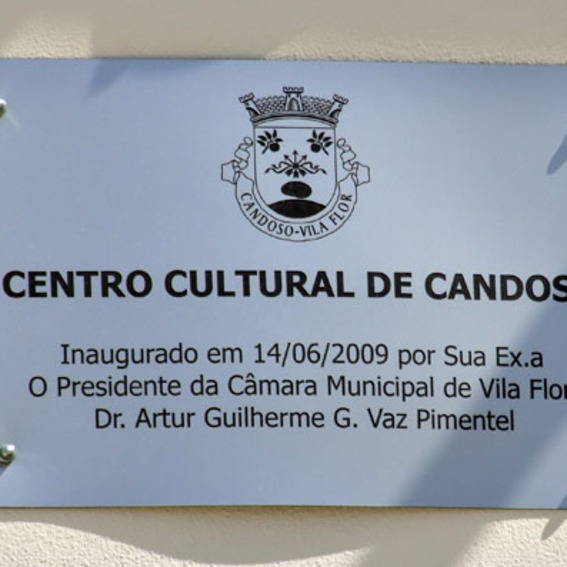 CANDOSO-VILA FLOR
CENTRO CULTURAL DE CANDOS
Inaugurado em 14/06/2009 por Sua Ex.a
O Presidente da Câmara Municipal de Vila Flor
Dr. Artur Guilherme G. Vaz Pimentel